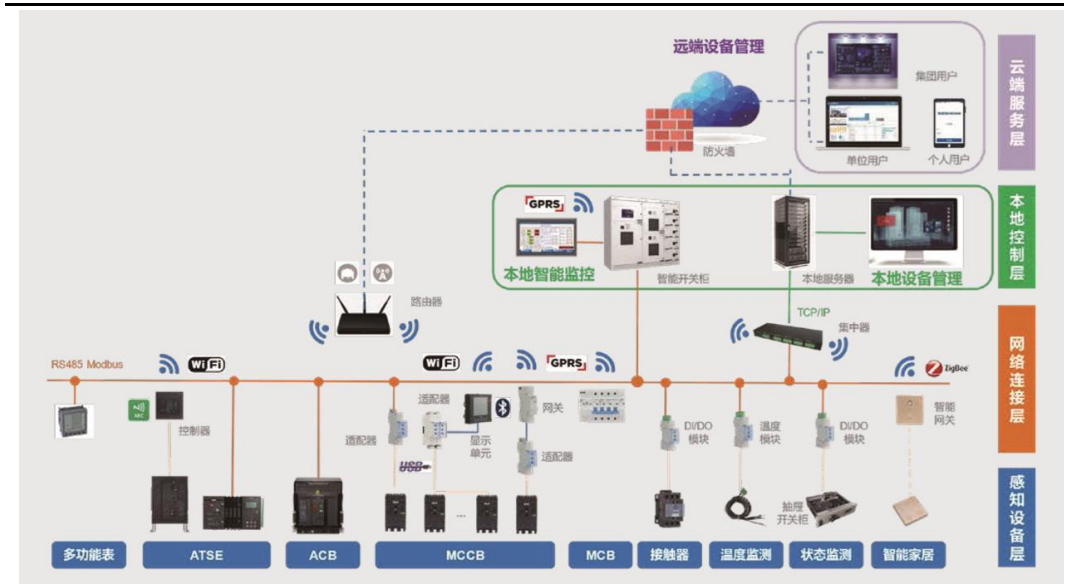 远端设备管理
集团用户
单位用户
个人用户
云端服务层
防火墙
GPRS
本地智能监控
智能开关柜
本地服务器
本地设备管理
本地控制层
路由器
TCP/IP
集中器
RS485 Modbus
WiFi
WiFi
GPRS
ZigBee
网络连接层
NFC
控制器
适配器
适配器
USB
显示
单元
网关
适配器
DI/DO
模块
温度
模块
DI/DO
模块
智能
网关
抽屉
开关柜
感知设备层
多功能表
ATSE
ACB
MCCB
MCB
接触器
温度监测
状态监测
智能家居